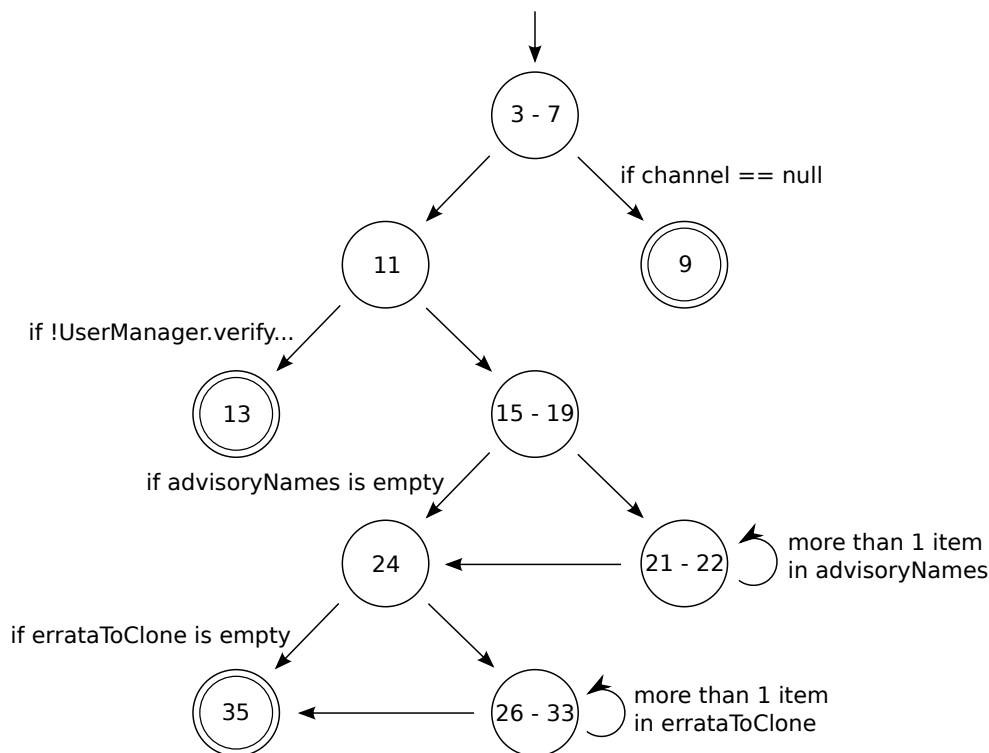 3 - 7
if channel == null
11
9
if !UserManager.verify...
13
15 - 19
if advisoryNames is empty
24
21 - 22
more than 1 item
in advisoryNames
if errataToClone is empty
35
26 - 33
more than 1 item
in errataToClone